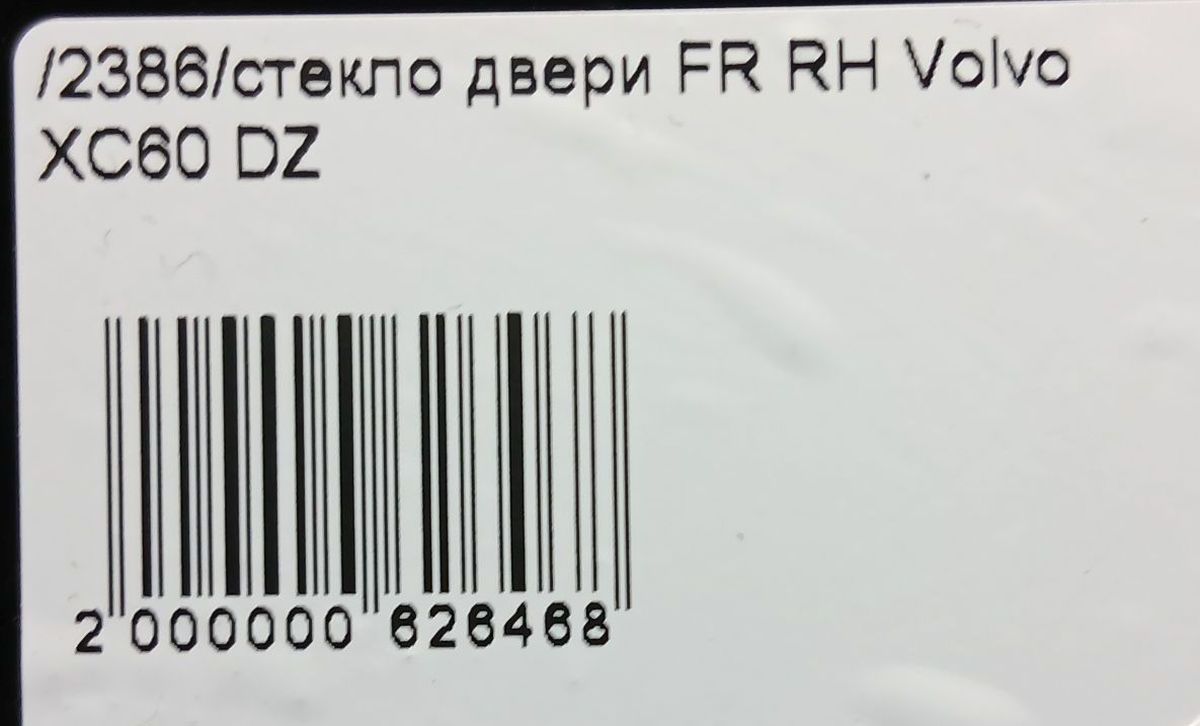 /2386/стекло двери FR RH Volvo
XC60 DZ
2 000000 626468